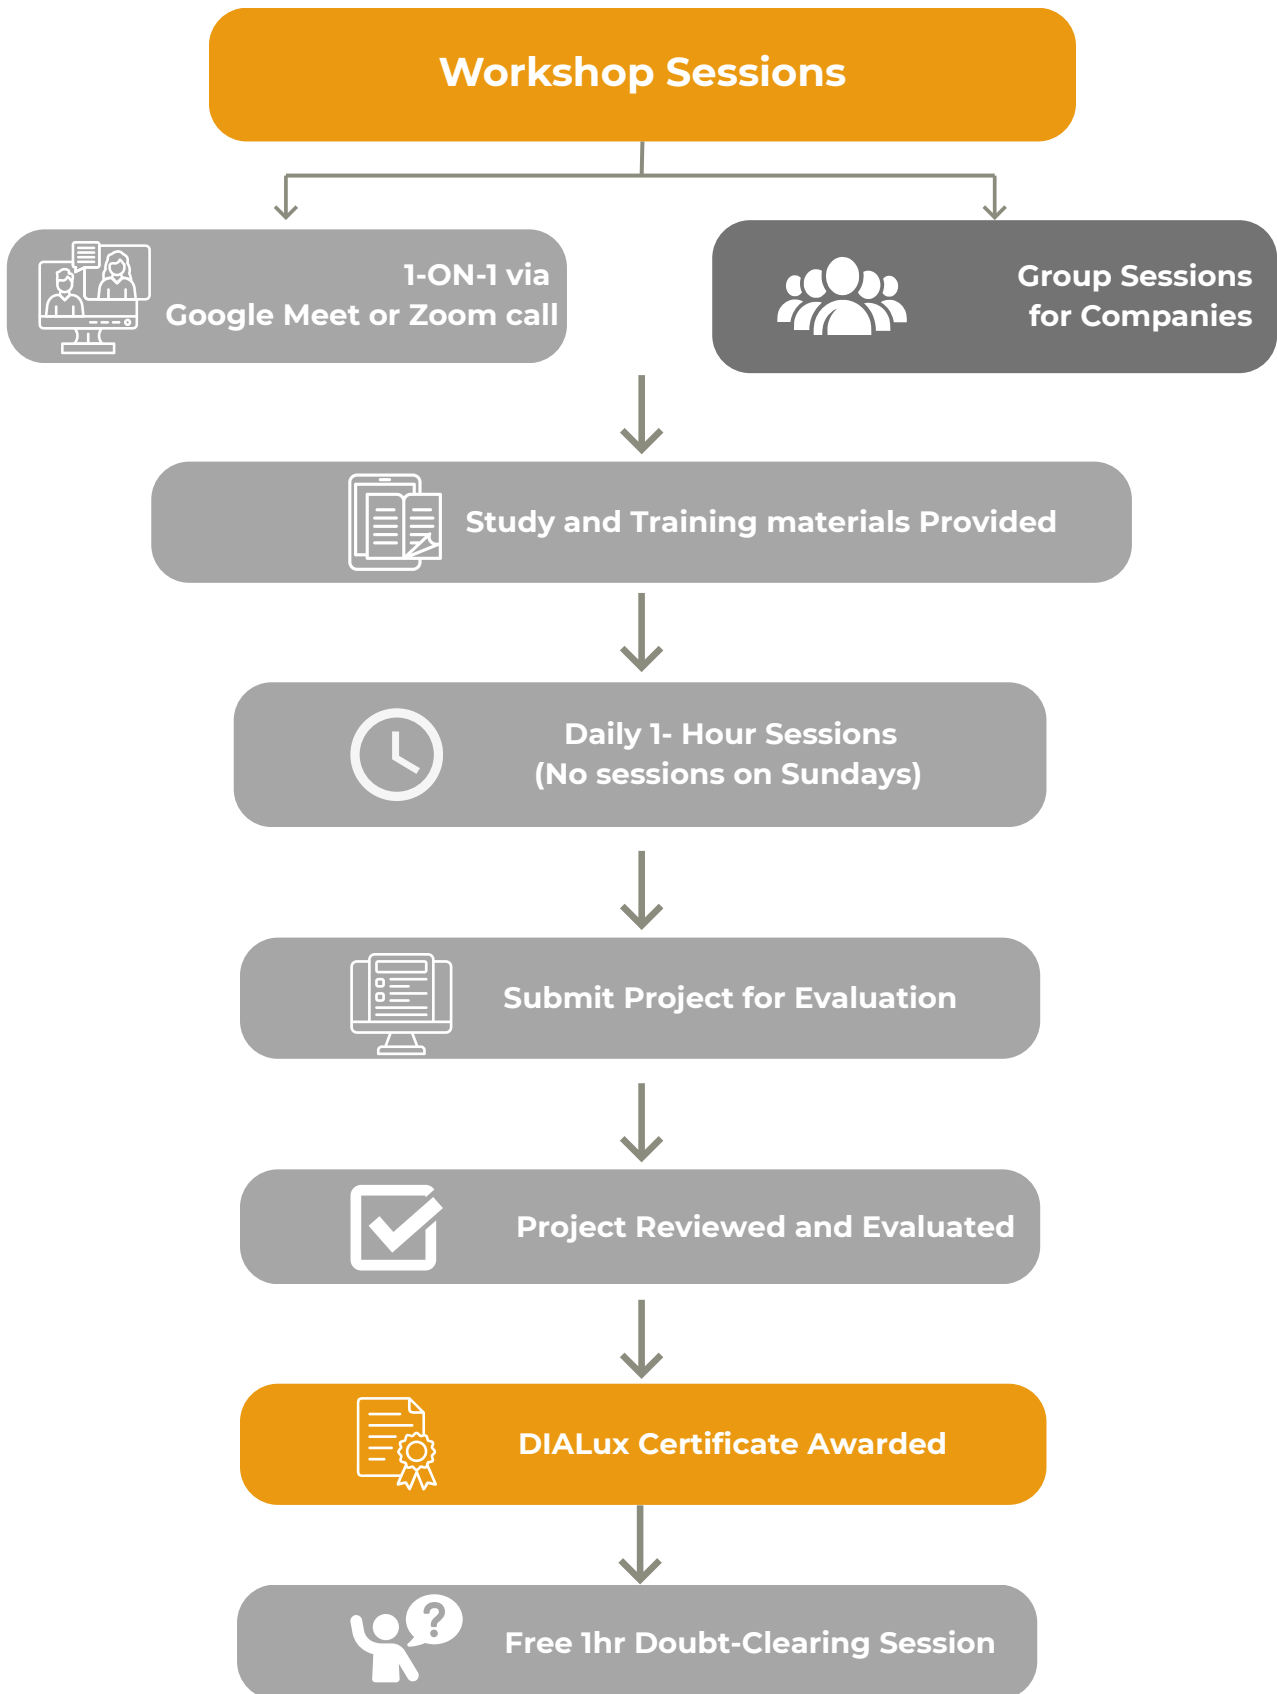 Workshop Sessions
1-ON-1 via
Google Meet or Zoom call
Group Sessions
for Companies
Study and Training materials Provided
Daily 1- Hour Sessions
(No sessions on Sundays)
Submit Project for Evaluation
Project Reviewed and Evaluated
DIALux Certificate Awarded
?
Free 1hr Doubt-Clearing Session